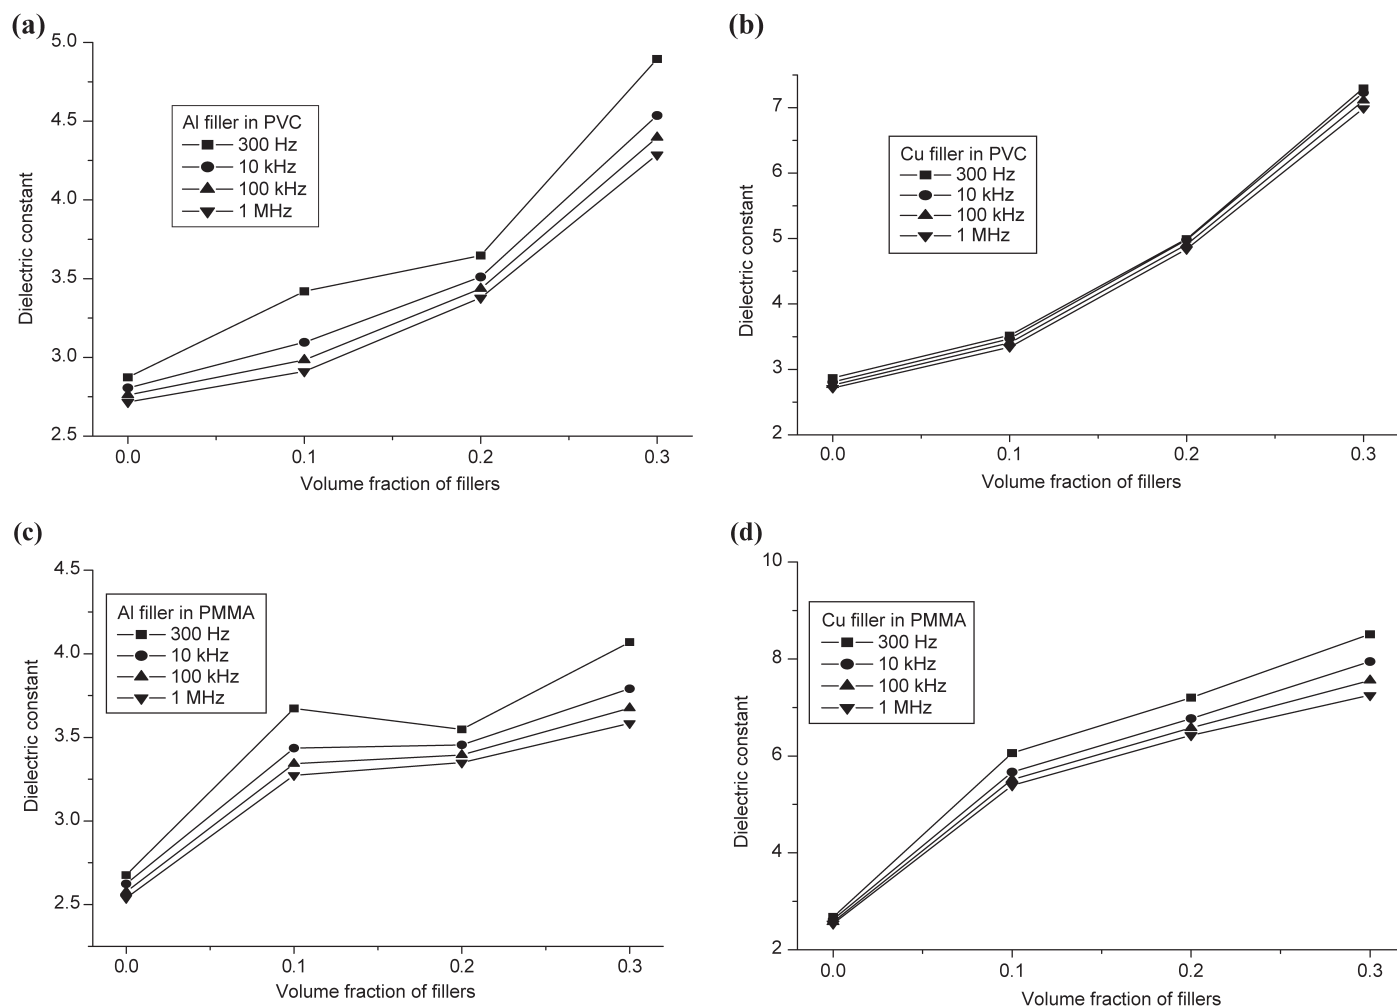 (a)
5.0
4.5
4.0
3.5
3.0
2.5
Dielectric constant
Al filler in PVC
300 Hz
10 kHz
100 kHz
1 MHz
0.0 0.1 0.2 0.3
Volume fraction of fillers
(b)
7
6
5
4
3
2
Dielectric constant
Cu filler in PVC
300 Hz
10 kHz
100 kHz
1 MHz
0.0 0.1 0.2 0.3
Volume fraction of fillers
(c)
4.5
4.0
3.5
3.0
2.5
Dielectric constant
Al filler in PMMA
300 Hz
10 kHz
100 kHz
1 MHz
0.0 0.1 0.2 0.3
Volume fraction of fillers
(d)
10
8
6
4
2
Dielectric constant
Cu filler in PMMA
300 Hz
10 kHz
100 kHz
1 MHz
0.0 0.1 0.2 0.3
Volume fraction of fillers